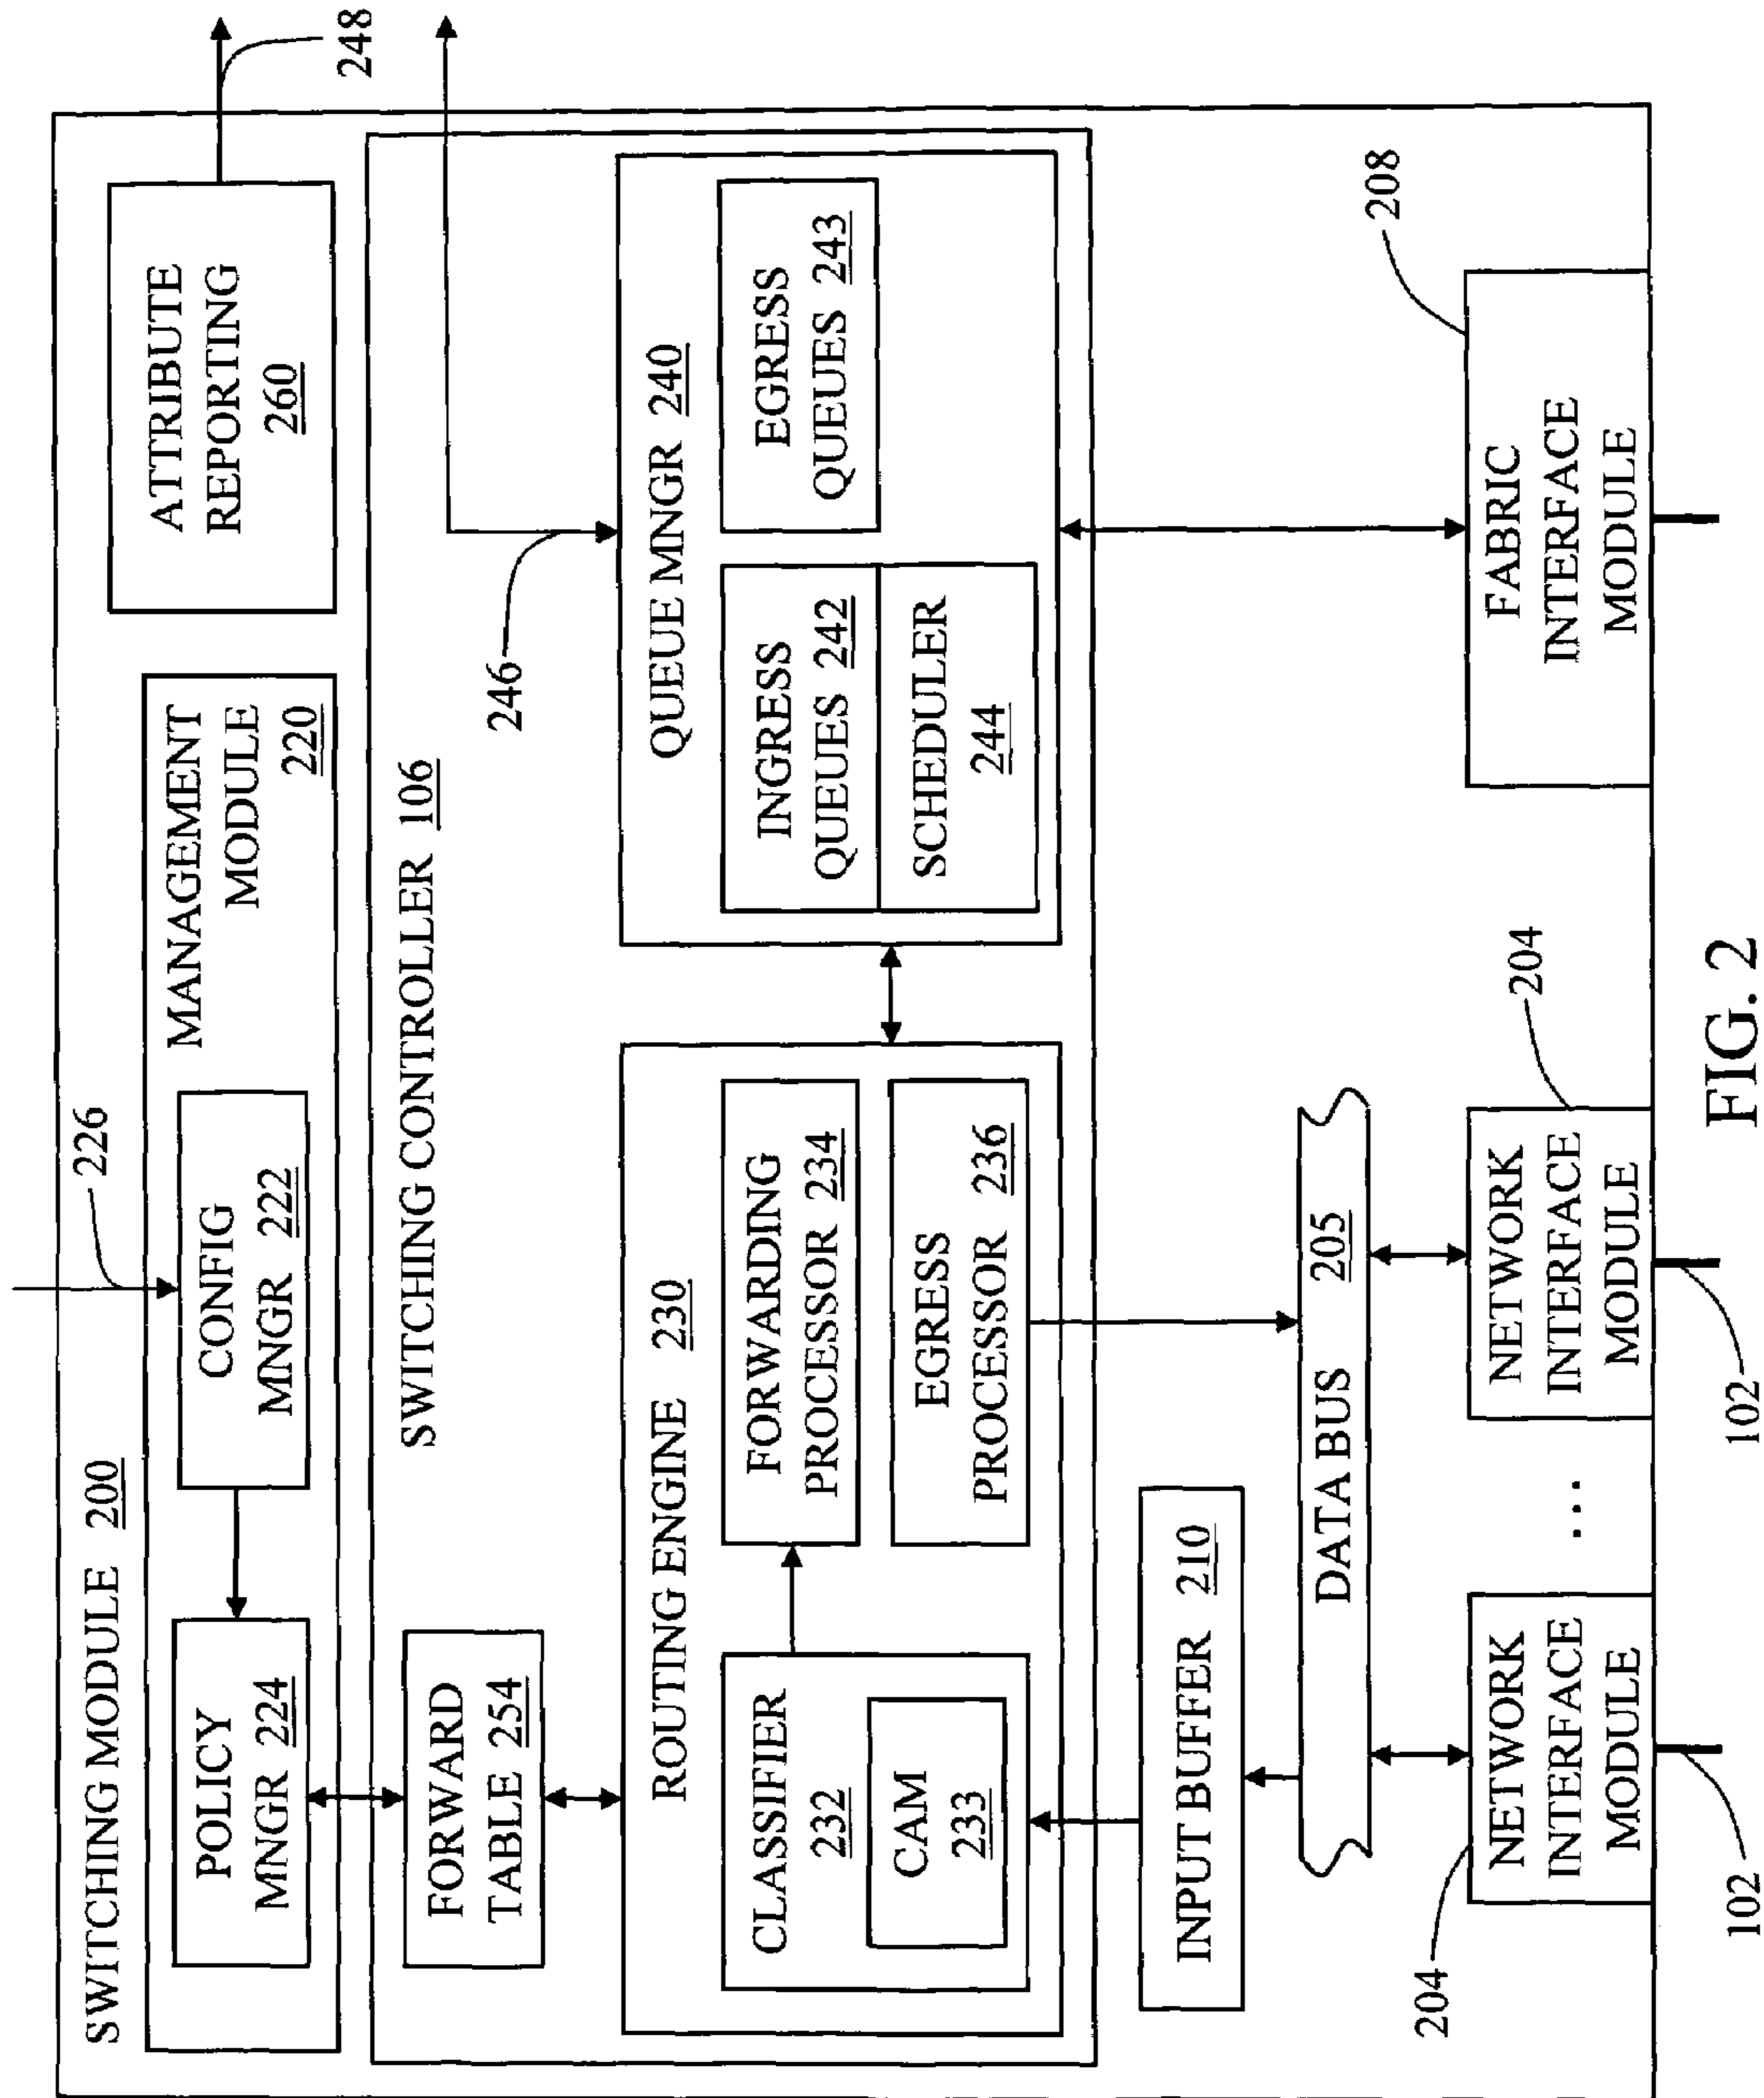 SWITCHING MODULE 200
226
248
MANAGEMENT
MODULE
220
POLICY
MNGR 224
CONFIG
MNGR 222
ATTRIBUTE
REPORTING
260
SWITCHING CONTROLLER 106
246
FORWARD
TABLE 254
ROUTING ENGINE 230
CLASSIFIER
232
CAM
233
FORWARDING
PROCESSOR 234
EGRESS
PROCESSOR 236
QUEUE MNGR 240
INGRESS
QUEUES 242
SCHEDULER
244
EGRESS
QUEUES 243
INPUT BUFFER 210
DATA BUS 205
204
NETWORK
INTERFACE
MODULE
102
...
204
NETWORK
INTERFACE
MODULE
102
208
FABRIC
INTERFACE
MODULE
FIG. 2